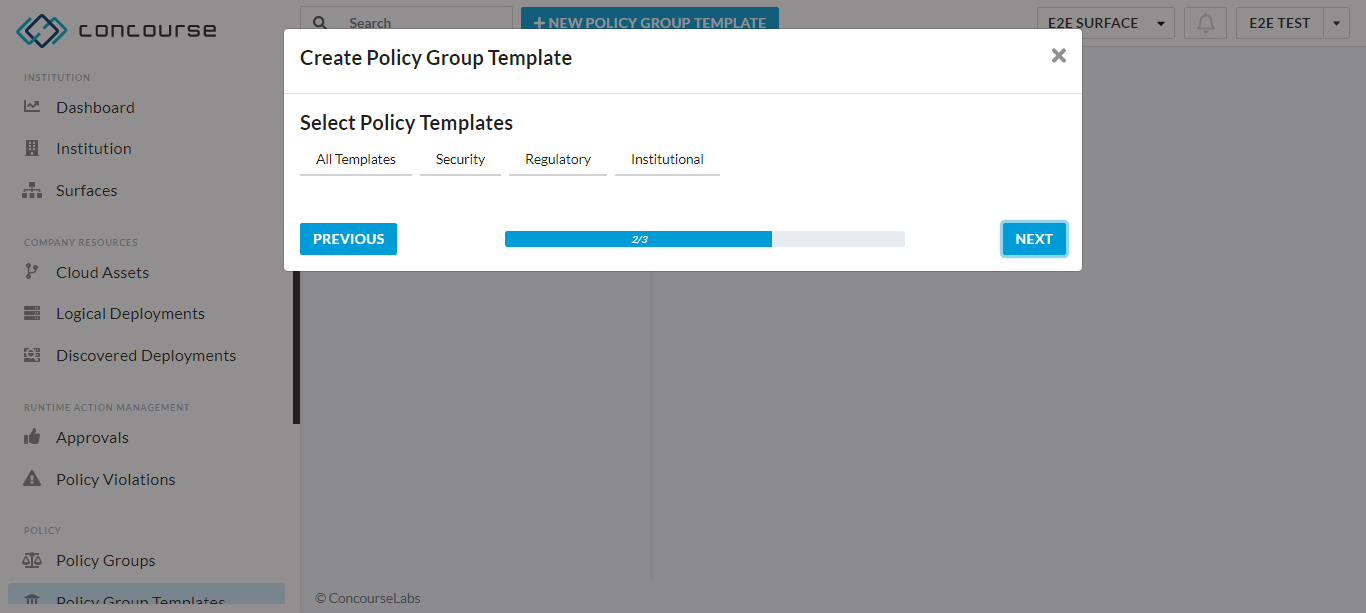 concourse
Search
+ NEW POLICY GROUP TEMPLATE
E2E SURFACE
E2E TEST
Create Policy Group Template
×
INSTITUTION
Dashboard
Institution
Surfaces
COMPANY RESOURCES
Cloud Assets
Logical Deployments
Discovered Deployments
RUNTIME ACTION MANAGEMENT
Approvals
Policy Violations
POLICY
Policy Groups
Policy Group Templates
Select Policy Templates
All Templates Security Regulatory Institutional
PREVIOUS
2/3
NEXT
© ConcourseLabs